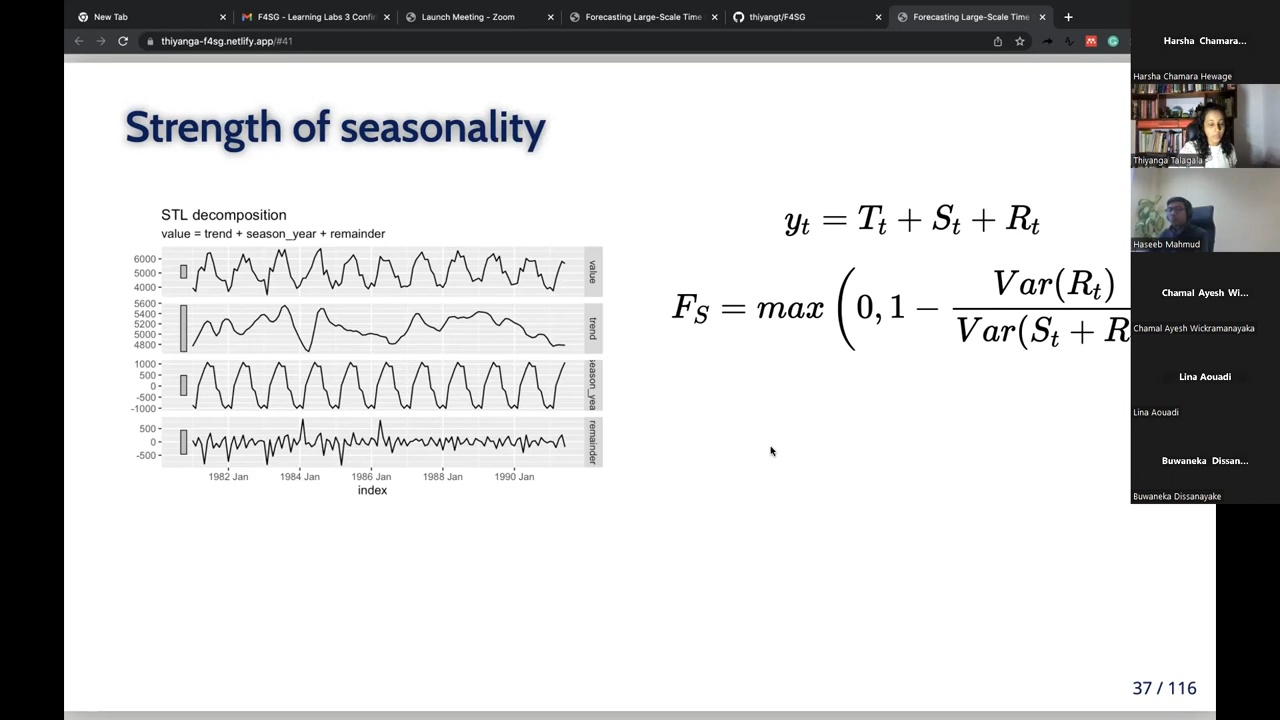 New Tab
F4SG - Learning Labs 3 Confir
Launch Meeting - Zoom
Forecasting Large-Scale Time
thiyangt/F4SG
Forecasting Large-Scale Time
thiyanga-f4sg.netlify.app/#41
Strength of seasonality
STL decomposition
value = trend + season_year + remainder
6000
5000
4000
value
5600
5400
5200
5000
4800
trend
1000
500
0
-500
-1000
season_yea
500
0
-500
remainder
1982 Jan 1984 Jan 1986 Jan 1988 Jan 1990 Jan
index
y_t = T_t + S_t + R_t
F_S = max ( 0, 1 − Var(R_t)
Var(S_t + R
Harsha Chamara...
Harsha Chamara Hewage
Thiyanga Talagala
Haseeb Mahmud
Chamal Ayesh Wi...
Chamal Ayesh Wickramanayaka
Lina Aouadi
Lina Aouadi
Buwaneka Dissan...
Buwaneka Dissanayake
37 / 116